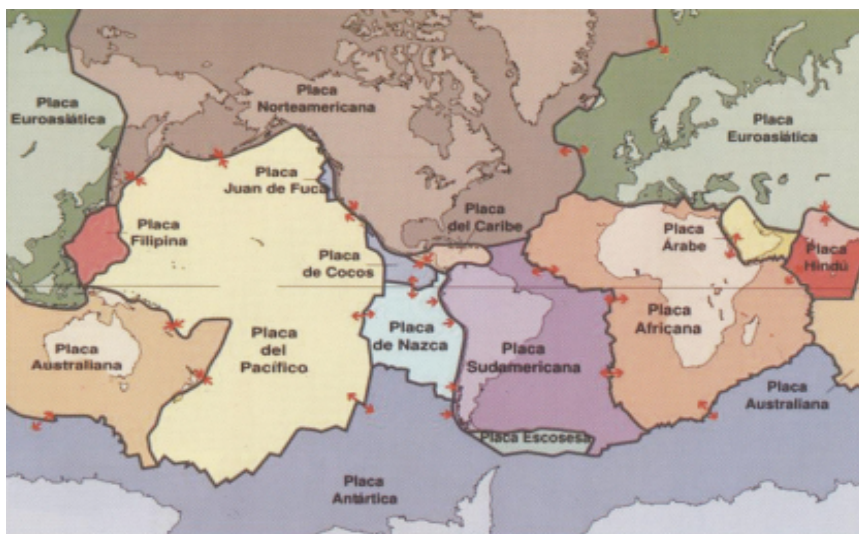 Placa
Euroasiática
Placa
Norteamericana
Placa
Euroasiática
Placa
Juan de Fuca
Placa
Filipina
Placa
del Caribe
Placa
de Cocos
Placa
Árabe
Placa
Hindú
Placa
Australiana
Placa
del
Pacífico
Placa
de Nazca
Placa
Sudamericana
Placa
Africana
Placa
Australiana
Placa Escosesa
Placa
Antártica